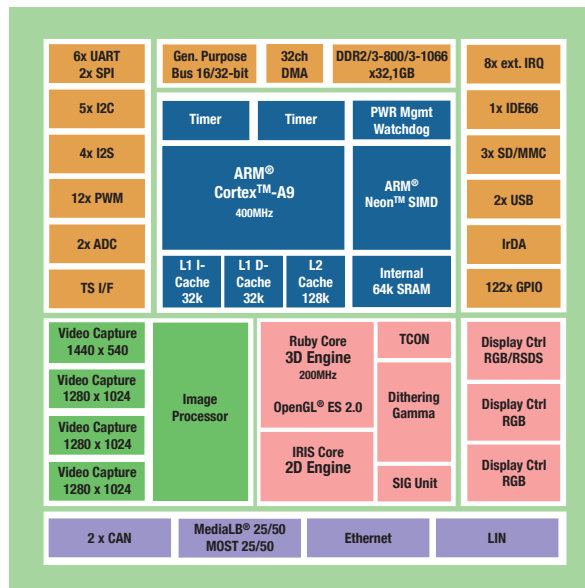 6x UART
2x SPI
Gen. Purpose
Bus 16/32-bit
32ch
DMA
DDR2/3-800/3-1066
x32,1GB
8x ext. IRQ
5x I2C
4x I2S
12x PWM
2x ADC
TS I/F
Timer
Timer
PWR Mgmt
Watchdog
ARM®
Cortex™-A9
400MHz
ARM®
Neon™ SIMD
L1 I-
Cache
32k
L1 D-
Cache
32k
L2
Cache
128k
Internal
64k SRAM
1x IDE66
3x SD/MMC
2x USB
IrDA
122x GPIO
Video Capture
1440 x 540
Video Capture
1280 x 1024
Video Capture
1280 x 1024
Video Capture
1280 x 1024
Image
Processor
Ruby Core
3D Engine
200MHz
OpenGL® ES 2.0
IRIS Core
2D Engine
TCON
Dithering
Gamma
SIG Unit
Display Ctrl
RGB/RSDS
Display Ctrl
RGB
Display Ctrl
RGB
2 x CAN
MediaLB® 25/50
MOST 25/50
Ethernet
LIN